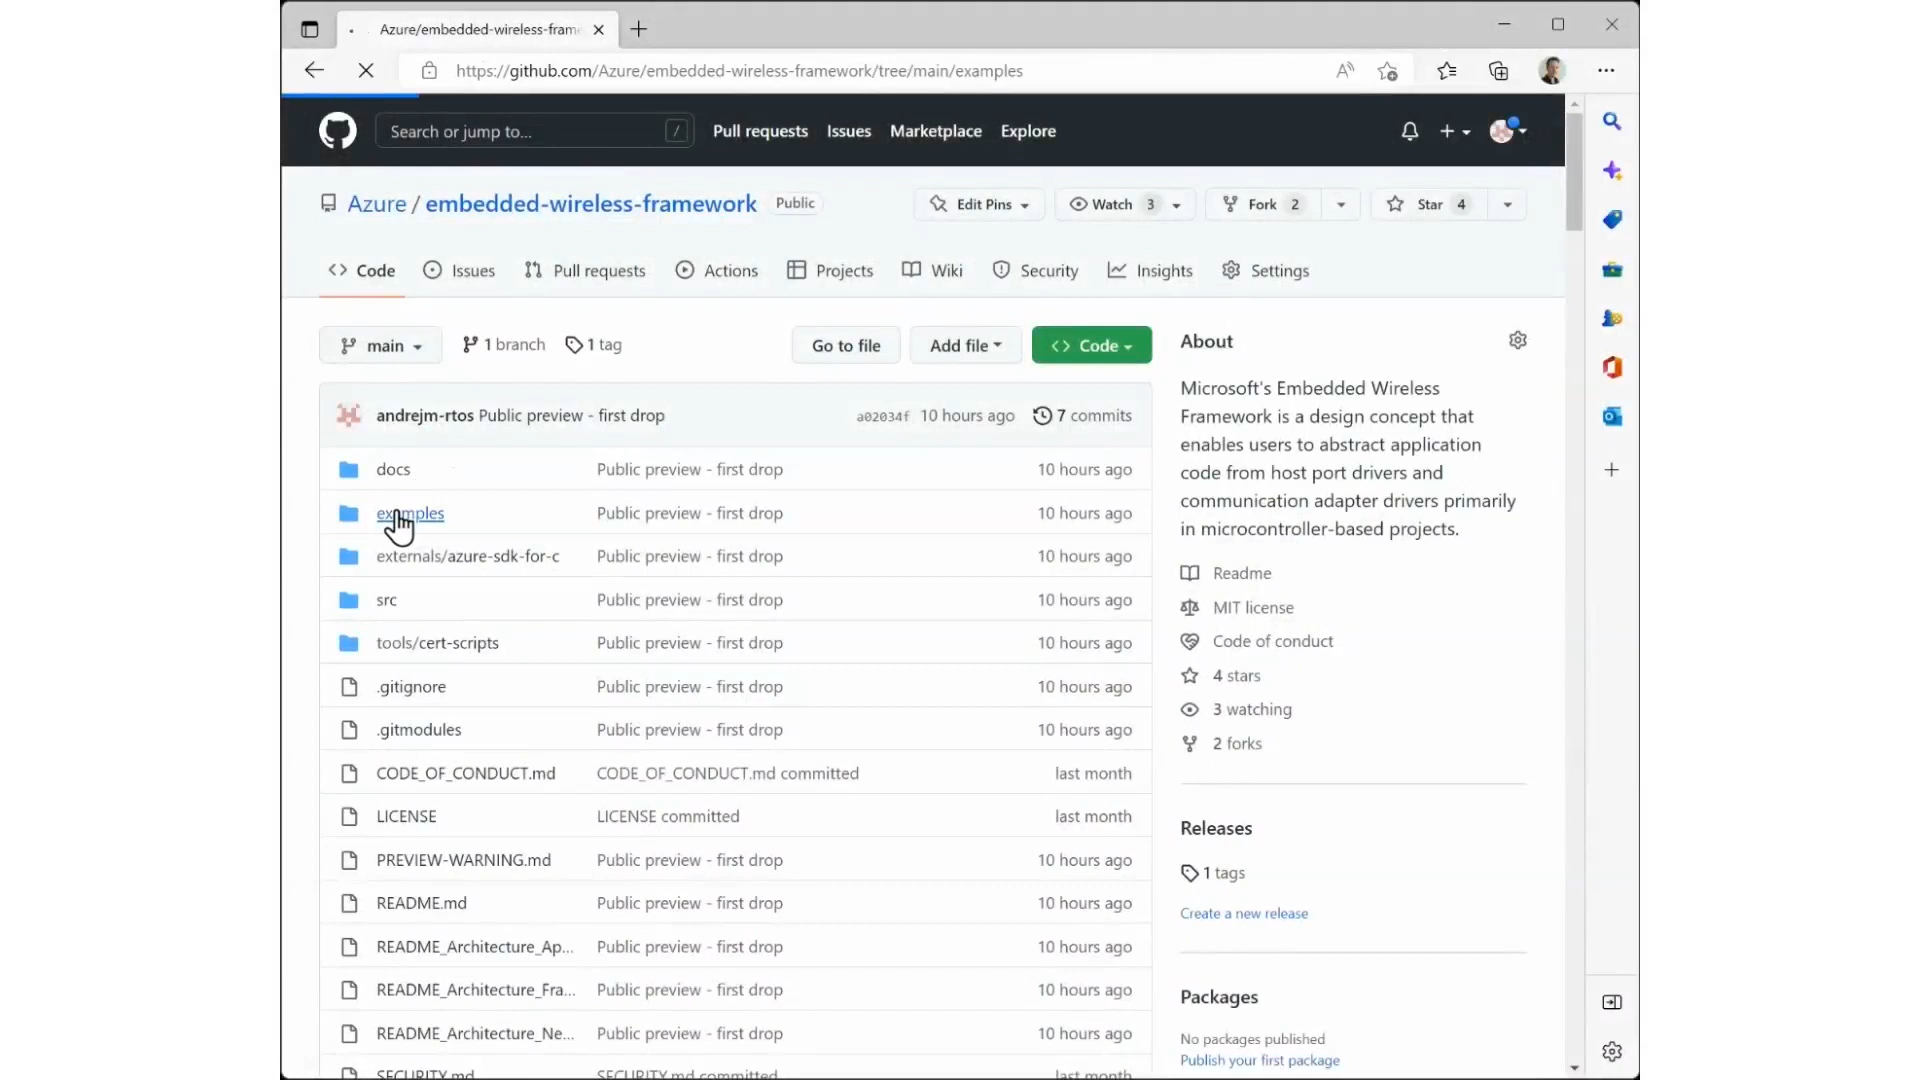 Azure/embedded-wireless-fram
https://github.com/Azure/embedded-wireless-framework/tree/main/examples
Search or jump to... /
Pull requests Issues Marketplace Explore
Azure / embedded-wireless-framework Public
Edit Pins Watch 3 Fork 2 Star 4
Code Issues Pull requests Actions Projects Wiki Security Insights Settings
main 1 branch 1 tag Go to file Add file Code
andrejm-rtos Public preview - first drop a02034f 10 hours ago 7 commits
docs Public preview - first drop 10 hours ago
examples Public preview - first drop 10 hours ago
externals/azure-sdk-for-c Public preview - first drop 10 hours ago
src Public preview - first drop 10 hours ago
tools/cert-scripts Public preview - first drop 10 hours ago
.gitignore Public preview - first drop 10 hours ago
.gitmodules Public preview - first drop 10 hours ago
CODE_OF_CONDUCT.md CODE_OF_CONDUCT.md committed last month
LICENSE LICENSE committed last month
PREVIEW-WARNING.md Public preview - first drop 10 hours ago
README.md Public preview - first drop 10 hours ago
README_Architecture_Ap... Public preview - first drop 10 hours ago
README_Architecture_Fra... Public preview - first drop 10 hours ago
README_Architecture_Ne... Public preview - first drop 10 hours ago
SECURITY.md SECURITY.md committed last month
About
Microsoft's Embedded Wireless
Framework is a design concept that
enables users to abstract application
code from host port drivers and
communication adapter drivers primarily
in microcontroller-based projects.
Readme
MIT license
Code of conduct
4 stars
3 watching
2 forks
Releases
1 tags
Create a new release
Packages
No packages published
Publish your first package